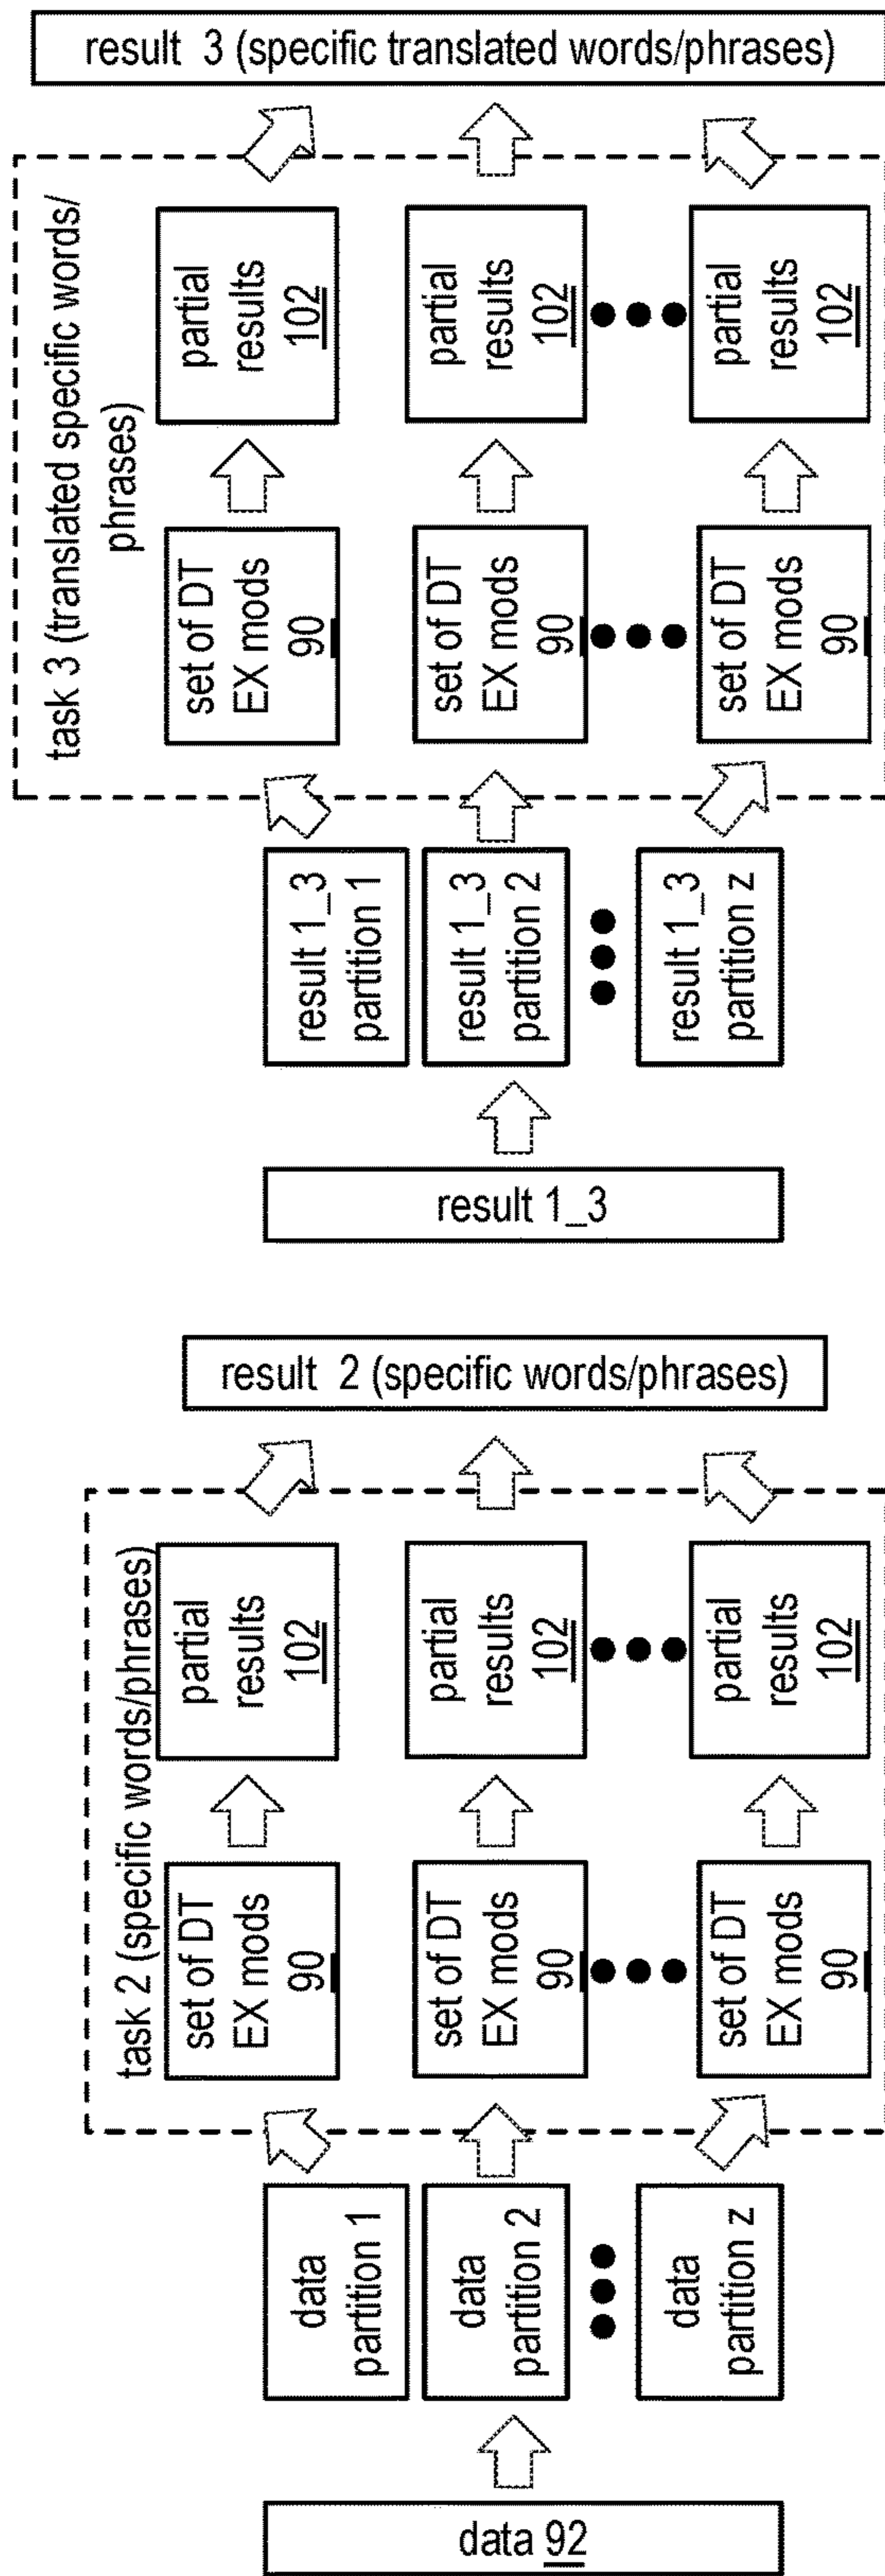 task 2 (specific words/phrases)
data 92
data
partition 1
data
partition 2
data
partition z
set of DT
EX mods
90
set of DT
EX mods
90
set of DT
EX mods
90
partial
results
102
partial
results
102
partial
results
102
result 2 (specific words/phrases)
task 3 (translated specific words/
phrases)
result 1_3
result 1_3
partition 1
result 1_3
partition 2
result 1_3
partition z
set of DT
EX mods
90
set of DT
EX mods
90
set of DT
EX mods
90
partial
results
102
partial
results
102
partial
results
102
result 3 (specific translated words/phrases)